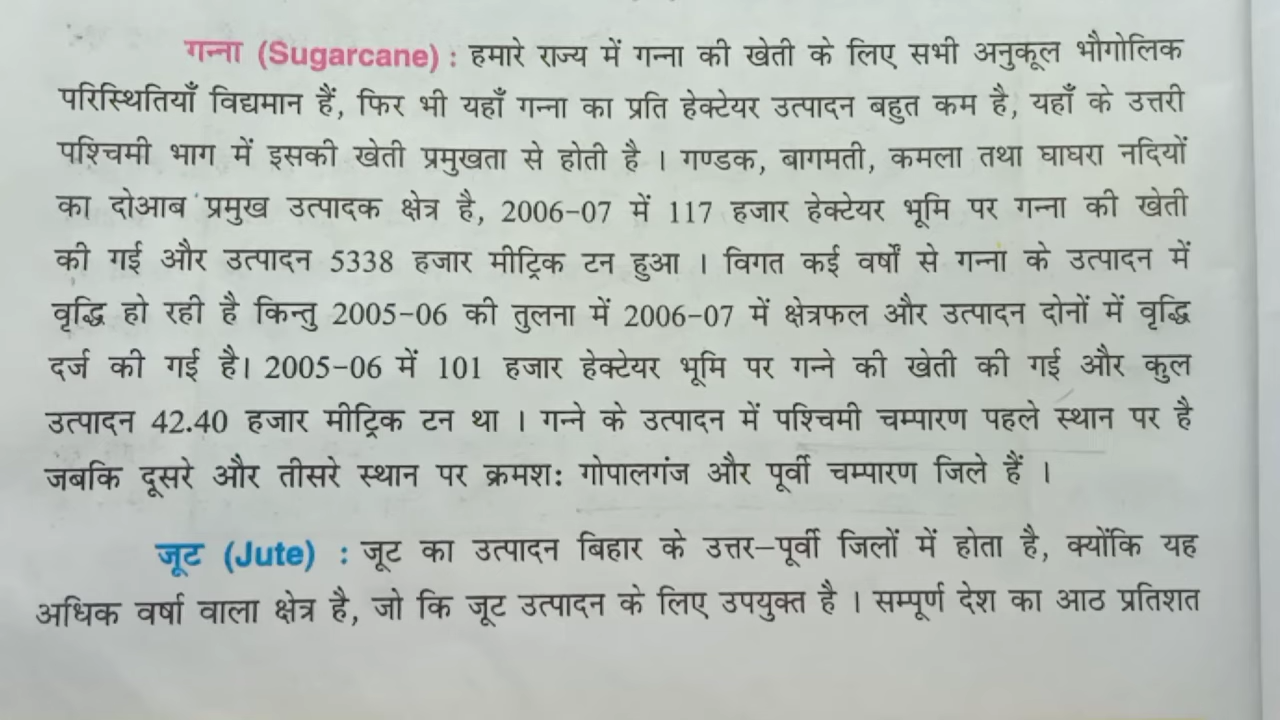 गन्ना (Sugarcane) : हमारे राज्य में गन्ना की खेती के लिए सभी अनुकूल भौगोलिक
परिस्थितियाँ विद्यमान हैं, फिर भी यहाँ गन्ना का प्रति हेक्टेयर उत्पादन बहुत कम है, यहाँ के उत्तरी
पश्चिमी भाग में इसकी खेती प्रमुखता से होती है । गण्डक, बागमती, कमला तथा घाघरा नदियों
का दोआब प्रमुख उत्पादक क्षेत्र है, 2006-07 में 117 हजार हेक्टेयर भूमि पर गन्ना की खेती
की गई और उत्पादन 5338 हजार मीट्रिक टन हुआ । विगत कई वर्षों से गन्ना के उत्पादन में
वृद्धि हो रही है किन्तु 2005-06 की तुलना में 2006-07 में क्षेत्रफल और उत्पादन दोनों में वृद्धि
दर्ज की गई है। 2005-06 में 101 हजार हेक्टेयर भूमि पर गन्ने की खेती की गई और कुल
उत्पादन 42.40 हजार मीट्रिक टन था । गन्ने के उत्पादन में पश्चिमी चम्पारण पहले स्थान पर है
जबकि दूसरे और तीसरे स्थान पर क्रमश: गोपालगंज और पूर्वी चम्पारण जिले हैं ।
जूट (Jute) : जूट का उत्पादन बिहार के उत्तर-पूर्वी जिलों में होता है, क्योंकि यह
अधिक वर्षा वाला क्षेत्र है, जो कि जूट उत्पादन के लिए उपयुक्त है । सम्पूर्ण देश का आठ प्रतिशत